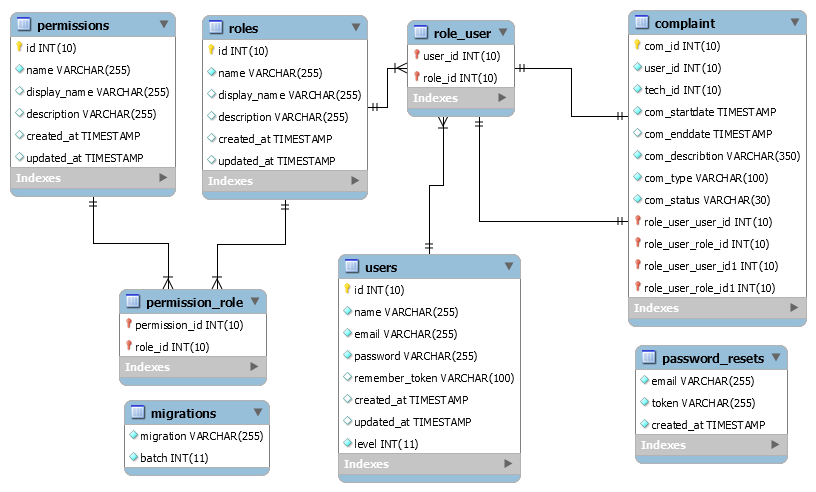 permissions
id INT(10)
name VARCHAR(255)
display_name VARCHAR(255)
description VARCHAR(255)
created_at TIMESTAMP
updated_at TIMESTAMP
Indexes
roles
id INT(10)
name VARCHAR(255)
display_name VARCHAR(255)
description VARCHAR(255)
created_at TIMESTAMP
updated_at TIMESTAMP
Indexes
role_user
user_id INT(10)
role_id INT(10)
Indexes
complaint
com_id INT(10)
user_id INT(10)
tech_id INT(10)
com_startdate TIMESTAMP
com_enddate TIMESTAMP
com_describtion VARCHAR(350)
com_type VARCHAR(100)
com_status VARCHAR(30)
role_user_user_id INT(10)
role_user_role_id INT(10)
role_user_user_id1 INT(10)
role_user_role_id1 INT(10)
Indexes
permission_role
permission_id INT(10)
role_id INT(10)
Indexes
users
id INT(10)
name VARCHAR(255)
email VARCHAR(255)
password VARCHAR(255)
remember_token VARCHAR(100)
created_at TIMESTAMP
updated_at TIMESTAMP
level INT(11)
Indexes
password_resets
email VARCHAR(255)
token VARCHAR(255)
created_at TIMESTAMP
Indexes
migrations
migration VARCHAR(255)
batch INT(11)